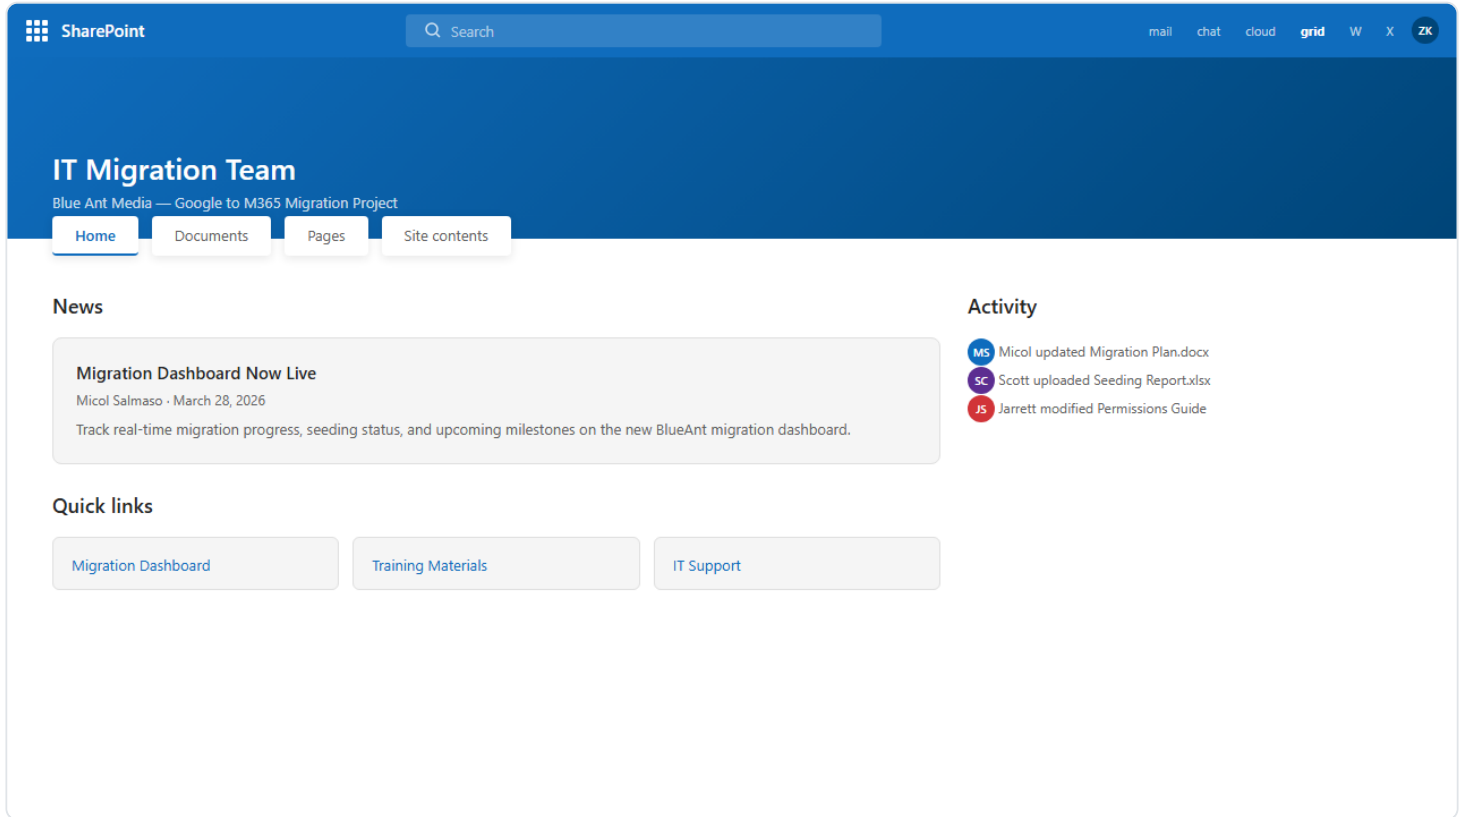 SharePoint
Search
mail chat cloud grid W X ZK
IT Migration Team
Blue Ant Media — Google to M365 Migration Project
Home Documents Pages Site contents
News
Migration Dashboard Now Live
Micol Salmaso · March 28, 2026
Track real-time migration progress, seeding status, and upcoming milestones on the new BlueAnt migration dashboard.
Quick links
Migration Dashboard
Training Materials
IT Support
Activity
MS Micol updated Migration Plan.docx
SC Scott uploaded Seeding Report.xlsx
JS Jarrett modified Permissions Guide